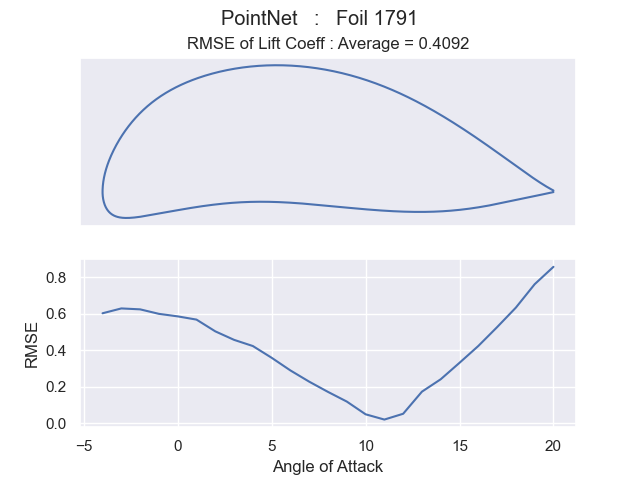 PointNet : Foil 1791
RMSE of Lift Coeff : Average = 0.4092
0.8
0.6
0.4
0.2
0.0
RMSE
−5 0 5 10 15 20
Angle of Attack